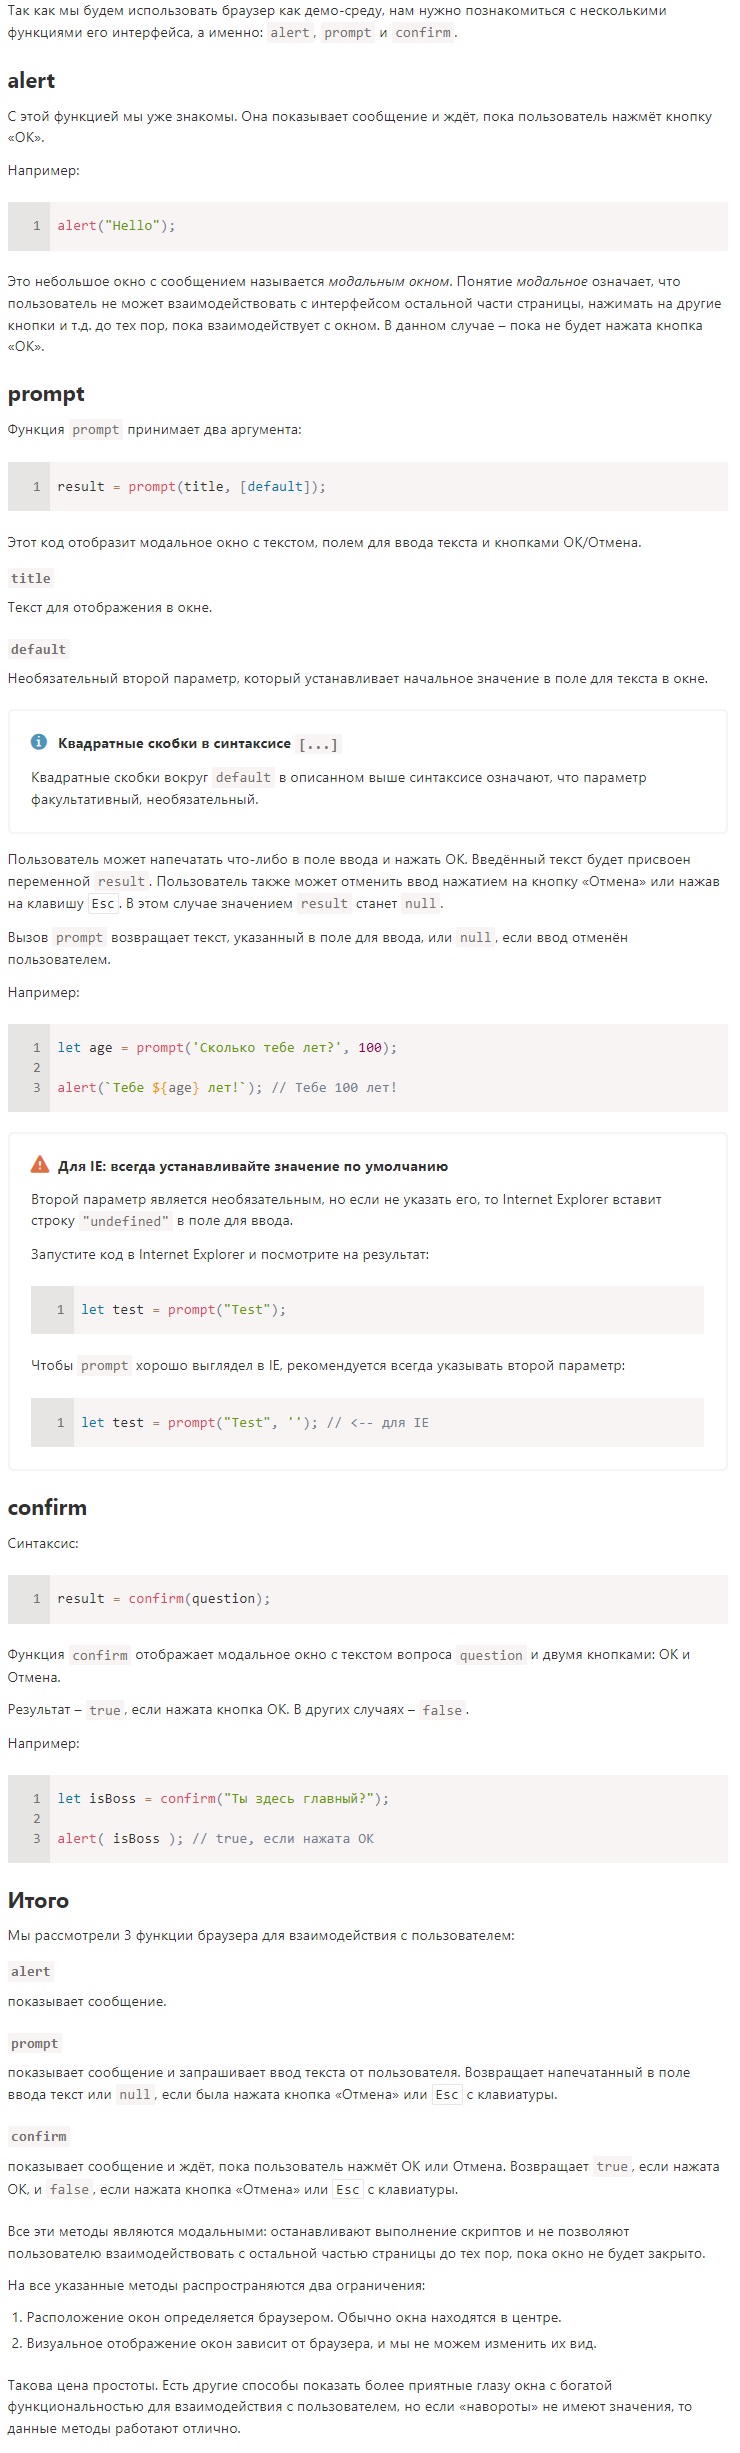 Так как мы будем использовать браузер как демо-среду, нам нужно познакомиться с несколькими
функциями его интерфейса, а именно: alert, prompt и confirm.
alert
С этой функцией мы уже знакомы. Она показывает сообщение и ждёт, пока пользователь нажмёт кнопку
«ОК».
Например:
1 alert("Hello");
Это небольшое окно с сообщением называется модальным окном. Понятие модальное означает, что
пользователь не может взаимодействовать с интерфейсом остальной части страницы, нажимать на другие
кнопки и т.д. до тех пор, пока взаимодействует с окном. В данном случае – пока не будет нажата кнопка
«OK».
prompt
Функция prompt принимает два аргумента:
1 result = prompt(title, [default]);
Этот код отобразит модальное окно с текстом, полем для ввода текста и кнопками OK/Отмена.
title
Текст для отображения в окне.
default
Необязательный второй параметр, который устанавливает начальное значение в поле для текста в окне.
Квадратные скобки в синтаксисе [...]
Квадратные скобки вокруг default в описанном выше синтаксисе означают, что параметр
факультативный, необязательный.
Пользователь может напечатать что-либо в поле ввода и нажать OK. Введённый текст будет присвоен
переменной result. Пользователь также может отменить ввод нажатием на кнопку «Отмена» или нажав
на клавишу Esc. В этом случае значением result станет null.
Вызов prompt возвращает текст, указанный в поле для ввода, или null, если ввод отменён
пользователем.
Например:
1 let age = prompt('Сколько тебе лет?', 100);
2
3 alert(`Тебе ${age} лет!`); // Тебе 100 лет!
Для IE: всегда устанавливайте значение по умолчанию
Второй параметр является необязательным, но если не указать его, то Internet Explorer вставит
строку "undefined" в поле для ввода.
Запустите код в Internet Explorer и посмотрите на результат:
1 let test = prompt("Test");
Чтобы prompt хорошо выглядел в IE, рекомендуется всегда указывать второй параметр:
1 let test = prompt("Test", ''); // <-- для IE
confirm
Синтаксис:
1 result = confirm(question);
Функция confirm отображает модальное окно с текстом вопроса question и двумя кнопками: OK и
Отмена.
Результат – true, если нажата кнопка OK. В других случаях – false.
Например:
1 let isBoss = confirm("Ты здесь главный?");
2
3 alert( isBoss ); // true, если нажата OK
Итого
Мы рассмотрели 3 функции браузера для взаимодействия с пользователем:
alert
показывает сообщение.
prompt
показывает сообщение и запрашивает ввод текста от пользователя. Возвращает напечатанный в поле
ввода текст или null, если была нажата кнопка «Отмена» или Esc с клавиатуры.
confirm
показывает сообщение и ждёт, пока пользователь нажмёт OK или Отмена. Возвращает true, если нажата
OK, и false, если нажата кнопка «Отмена» или Esc с клавиатуры.
Все эти методы являются модальными: останавливают выполнение скриптов и не позволяют
пользователю взаимодействовать с остальной частью страницы до тех пор, пока окно не будет закрыто.
На все указанные методы распространяются два ограничения:
1. Расположение окон определяется браузером. Обычно окна находятся в центре.
2. Визуальное отображение окон зависит от браузера, и мы не можем изменить их вид.
Такова цена простоты. Есть другие способы показать более приятные глазу окна с богатой
функциональностью для взаимодействия с пользователем, но если «навороты» не имеют значения, то
данные методы работают отлично.